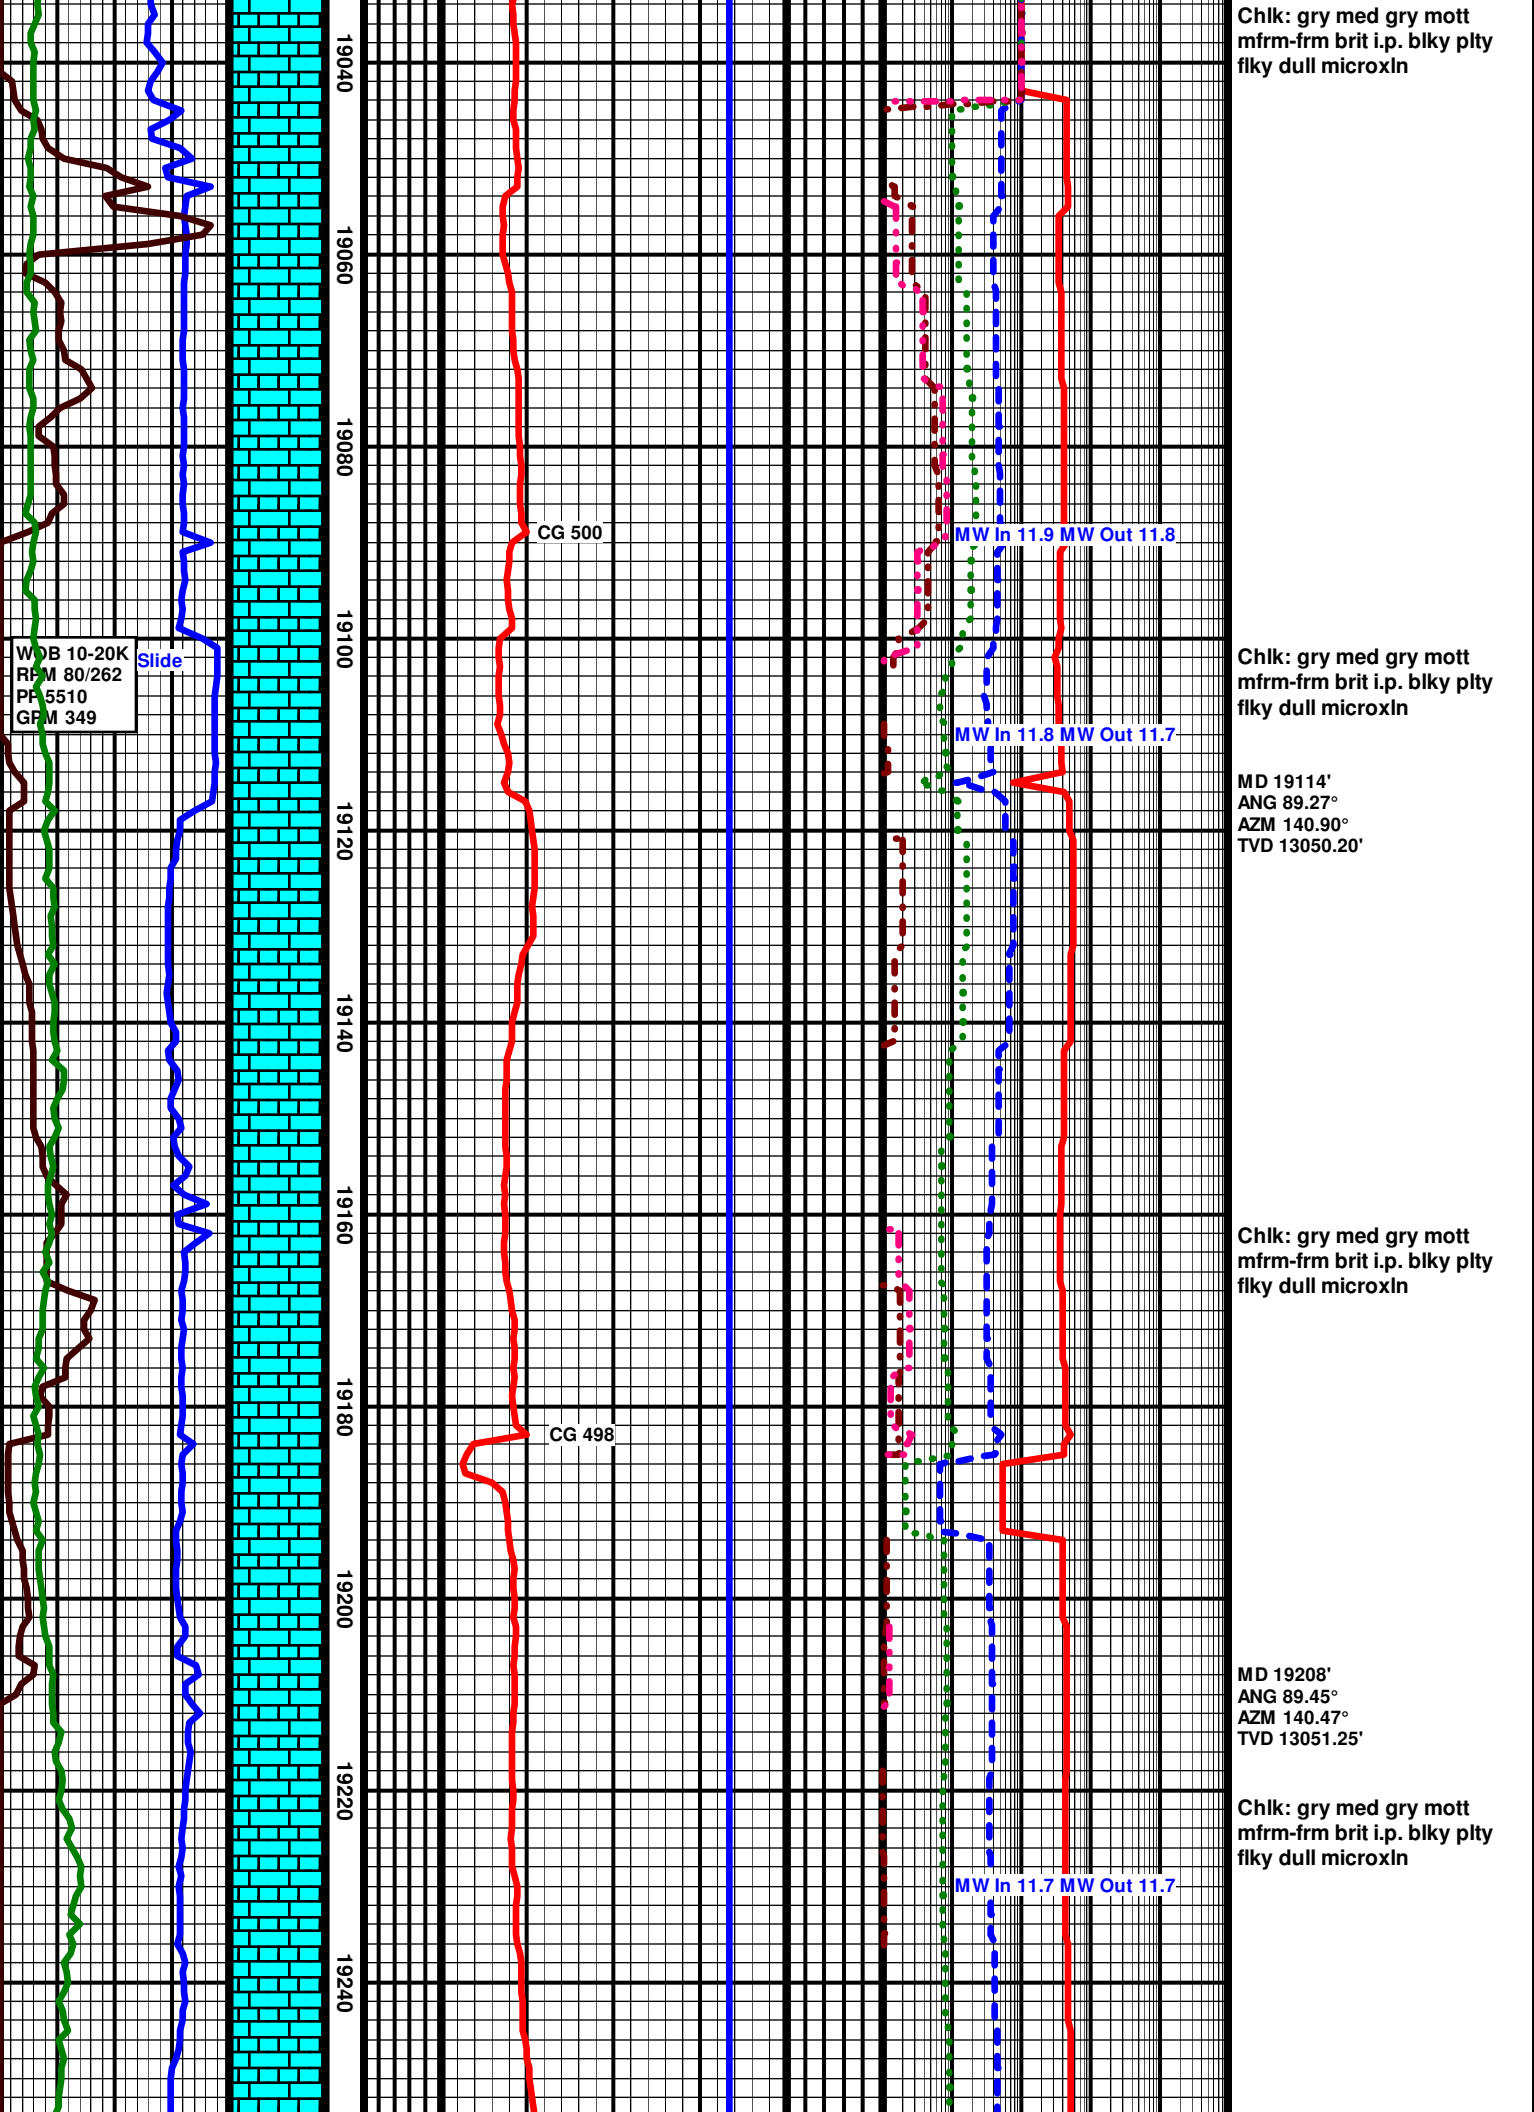 Chlk: gry med gry mott
mfrm-frm brit i.p. blky plty
flky dull microxln
19040
19060
19080
CG 500
MW In 11.9 MW Out 11.8
WOB 10-20K
RPM 80/262
PP 5510
GPM 349
Slide
19100
Chlk: gry med gry mott
mfrm-frm brit i.p. blky plty
flky dull microxln
MW In 11.8 MW Out 11.7
MD 19114'
ANG 89.27°
AZM 140.90°
TVD 13050.20'
19120
19140
19160
Chlk: gry med gry mott
mfrm-frm brit i.p. blky plty
flky dull microxln
19180
CG 498
19200
MD 19208'
ANG 89.45°
AZM 140.47°
TVD 13051.25'
19220
Chlk: gry med gry mott
mfrm-frm brit i.p. blky plty
flky dull microxln
MW In 11.7 MW Out 11.7
19240